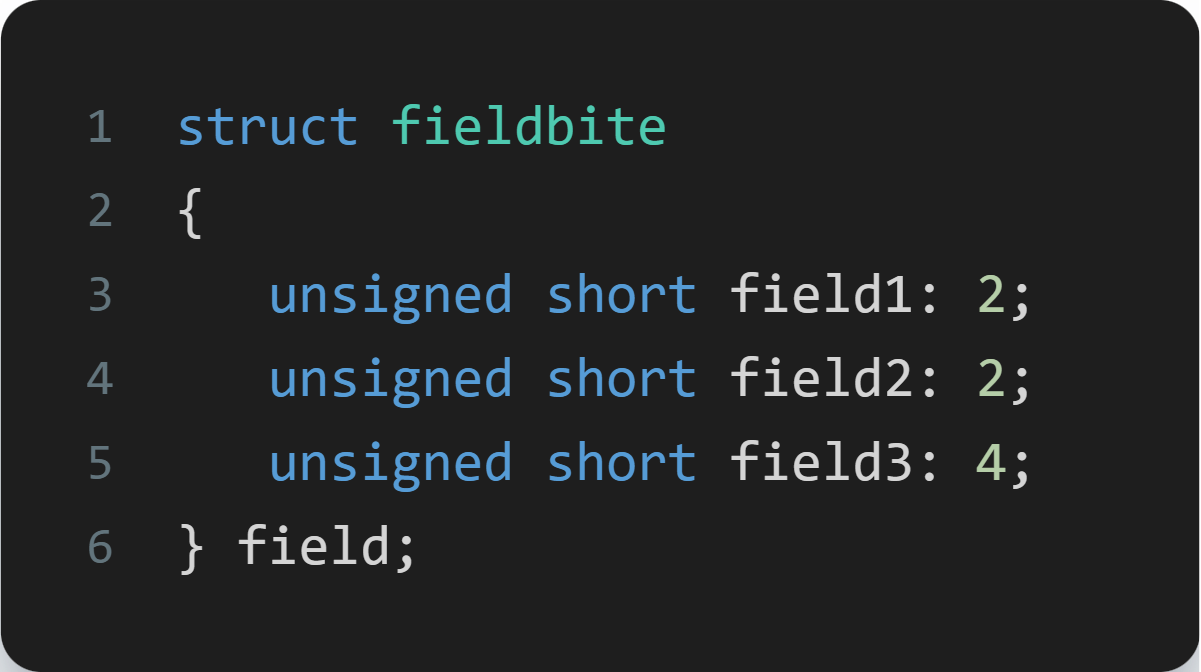 1 struct fieldbite
2 {
3    unsigned short field1: 2;
4    unsigned short field2: 2;
5    unsigned short field3: 4;
6 } field;